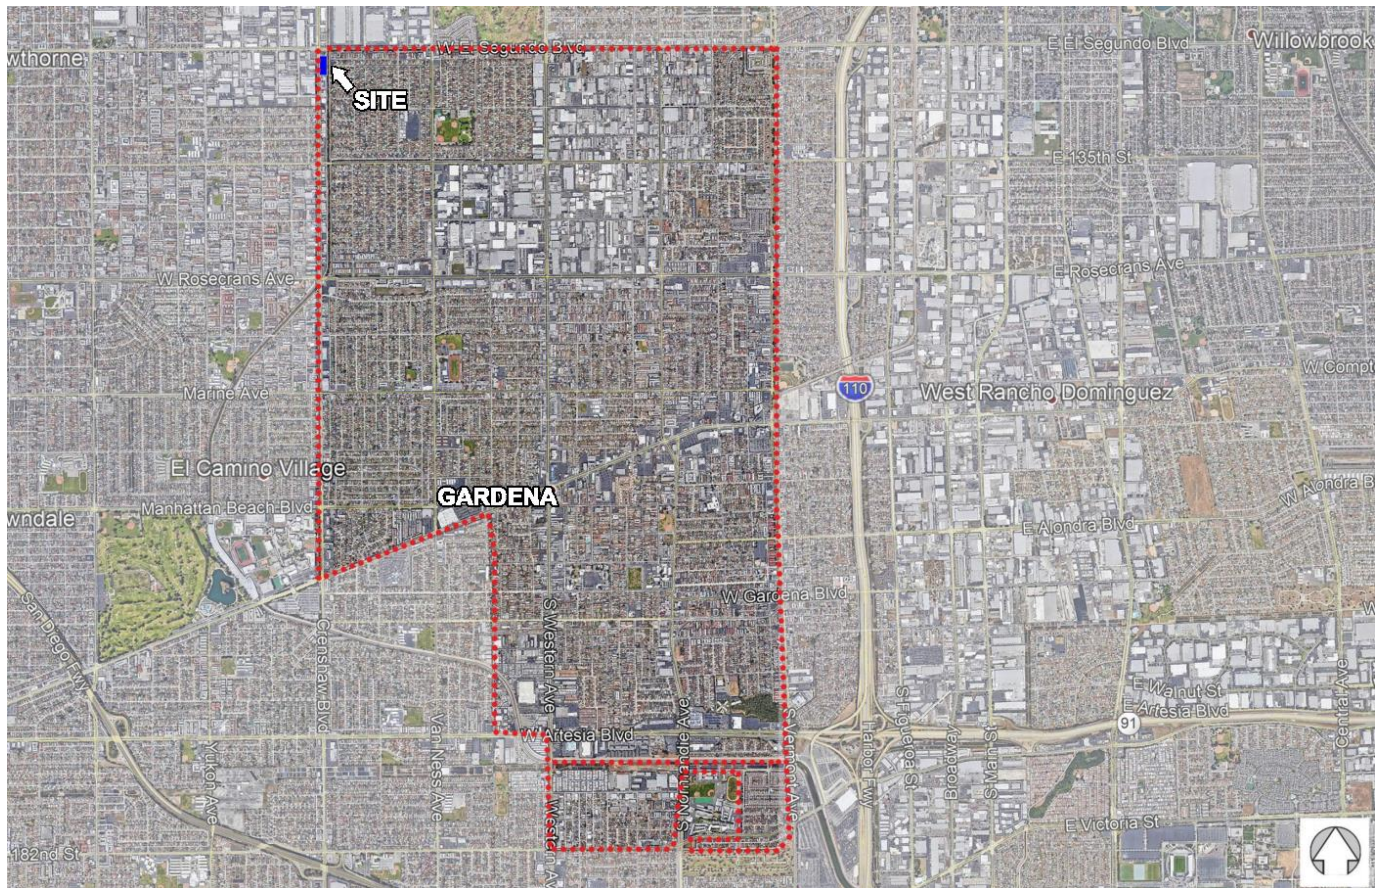 W El Segundo Blvd
E El Segundo Blvd
Willowbrook
wthorne
SITE
E 135th St
W Rosecrans Ave
E Rosecrans Ave
W Compt
Marine Ave
110
West Rancho Dominguez
El Camino Village
GARDENA
W Alondra B
Manhattan Beach Blvd
wndale
E Alondra Blvd
W Gardena Blvd
W
San Diego Fwy
Crenshaw Blvd
S Western Ave
E Walnut St
E Artesia Blvd
91
Central Ave
W Artesia Blvd
Van Ness Ave
Yukon Ave
S Normandie Ave
S Vermont Ave
Harbor Fwy
S Figueroa St
Broadway
S Main St
E Victoria St
182nd St
Western Av